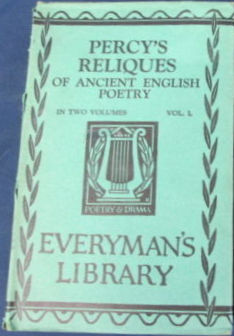 PERCY'S
RELIQUES
OF ANCIENT ENGLISH
POETRY
IN TWO VOLUMES VOL. I.
POETRY & DRAMA
EVERYMAN'S
LIBRARY